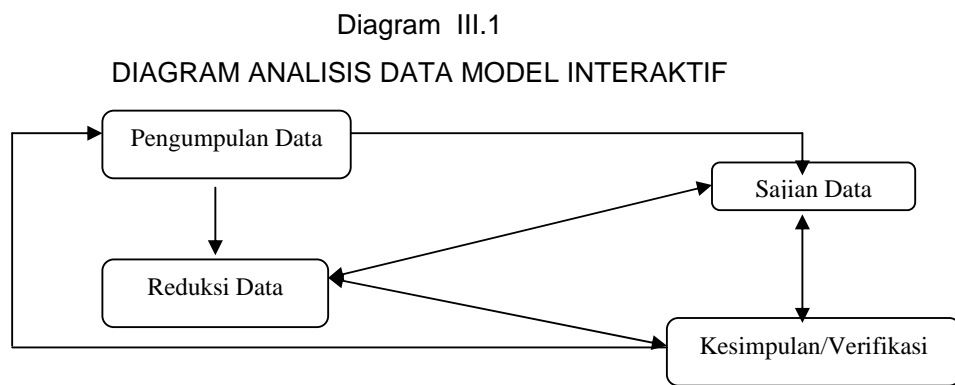 Diagram III.1
DIAGRAM ANALISIS DATA MODEL INTERAKTIF
Pengumpulan Data
Sajian Data
Reduksi Data
Kesimpulan/Verifikasi